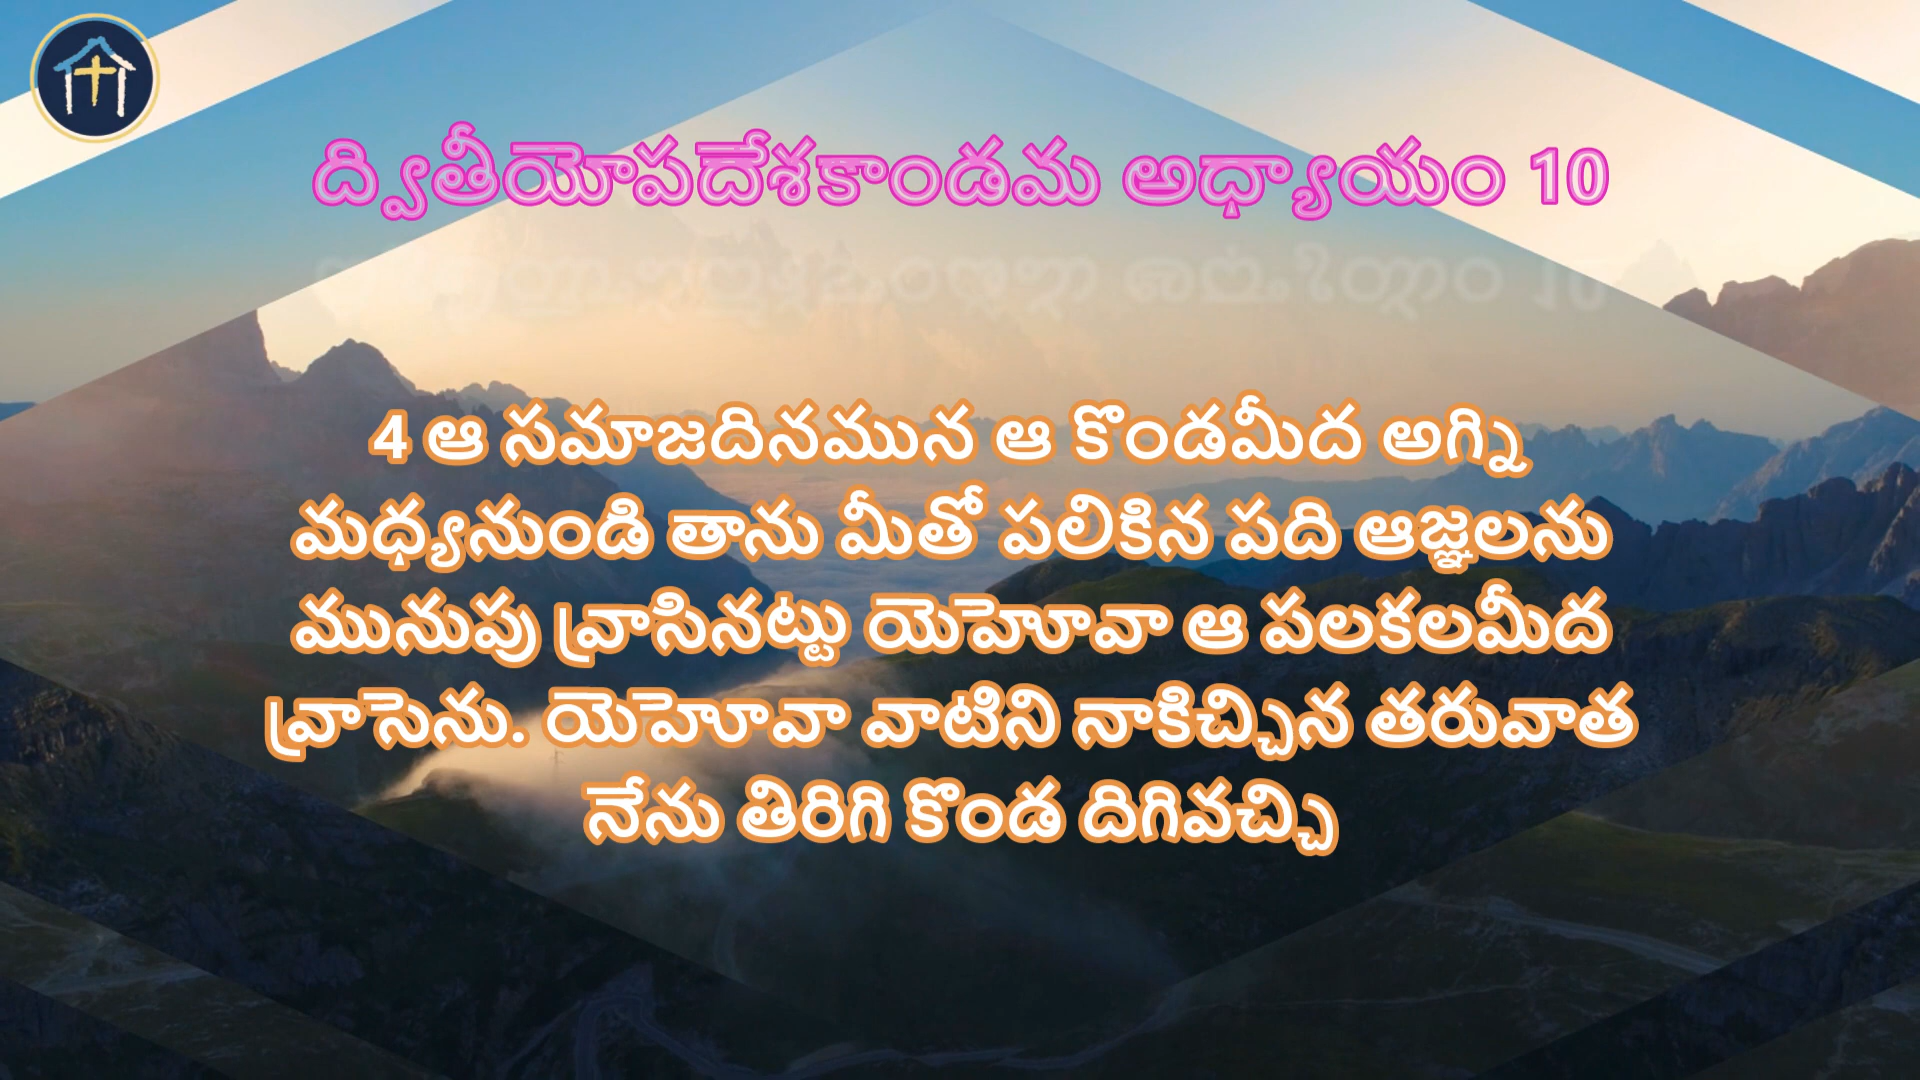 ద్వితీయోపదేశకాండమ అధ్యాయం 10
4 ఆ సమాజదినమున ఆ కొండమీద అగ్ని
మధ్యనుండి తాను మీతో పలికిన పది ఆజ్ఞలను
మునుపు వ్రాసినట్టు యెహోవా ఆ పలకలమీద
వ్రాసెను. యెహోవా వాటిని నాకిచ్చిన తరువాత
నేను తిరిగి కొండ దిగివచ్చి